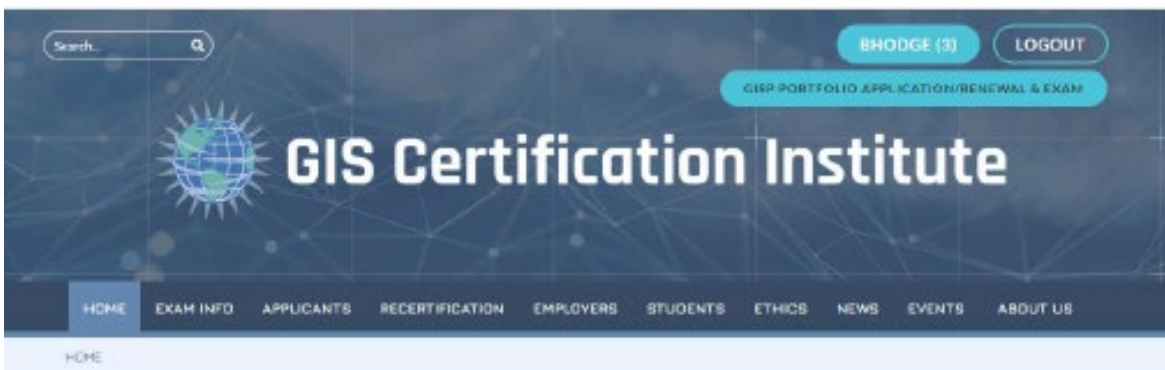 Search...
BHODGE (3) LOGOUT
GISP PORTFOLIO APPLICATION/RENEWAL & EXAM
GIS Certification Institute
HOME EXAM INFO APPLICANTS RECERTIFICATION EMPLOYERS STUDENTS ETHICS NEWS EVENTS ABOUT US
HOME